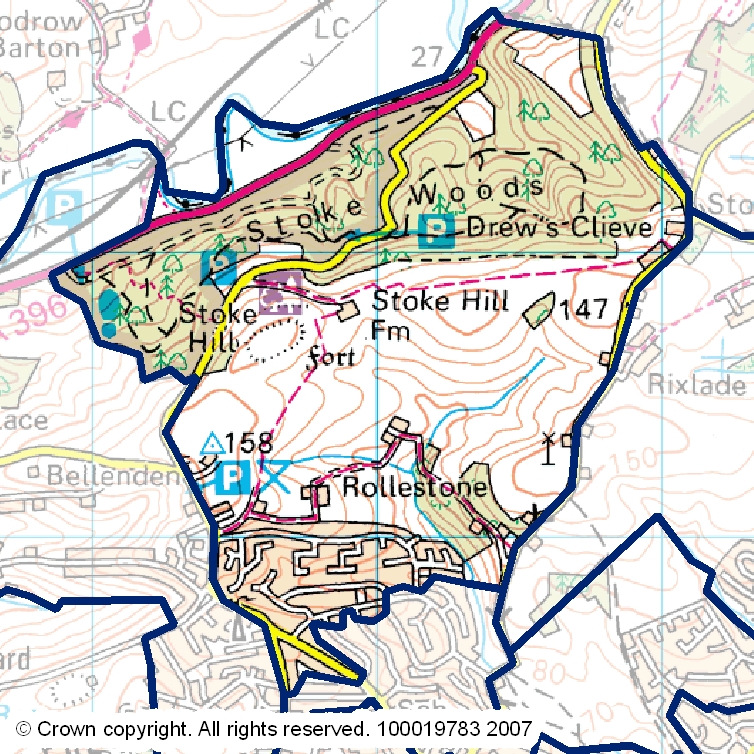 odrow
Barton
LC
27
LC
Stoke Woods
P
P
Sto
Drew's Clieve
396
Stoke
Hill
Stoke Hill
Fm
147
fort
Rixlade
lace
158
150
Bellenden
P
Rollestone
ard
80
70
© Crown copyright. All rights reserved. 100019783 2007